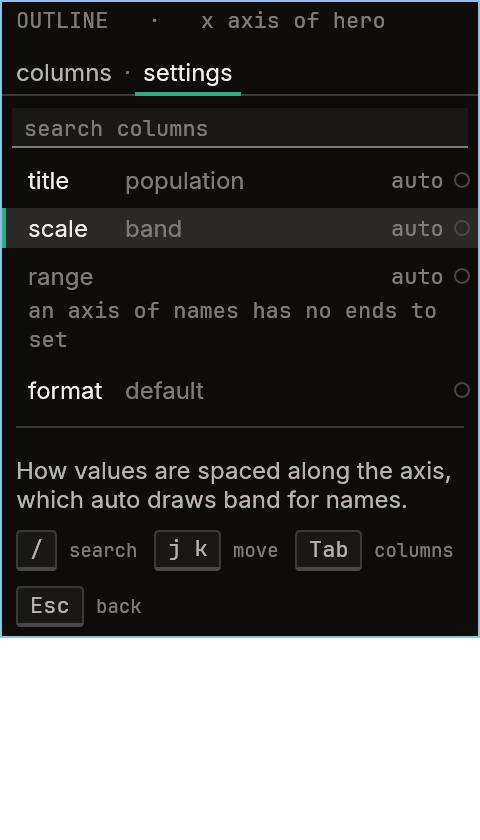 OUTLINE · x axis of hero
columns · settings
search columns
title population auto
scale band auto
range auto
an axis of names has no ends to
set
format default
How values are spaced along the axis,
which auto draws band for names.
/ search j k move Tab columns
Esc back